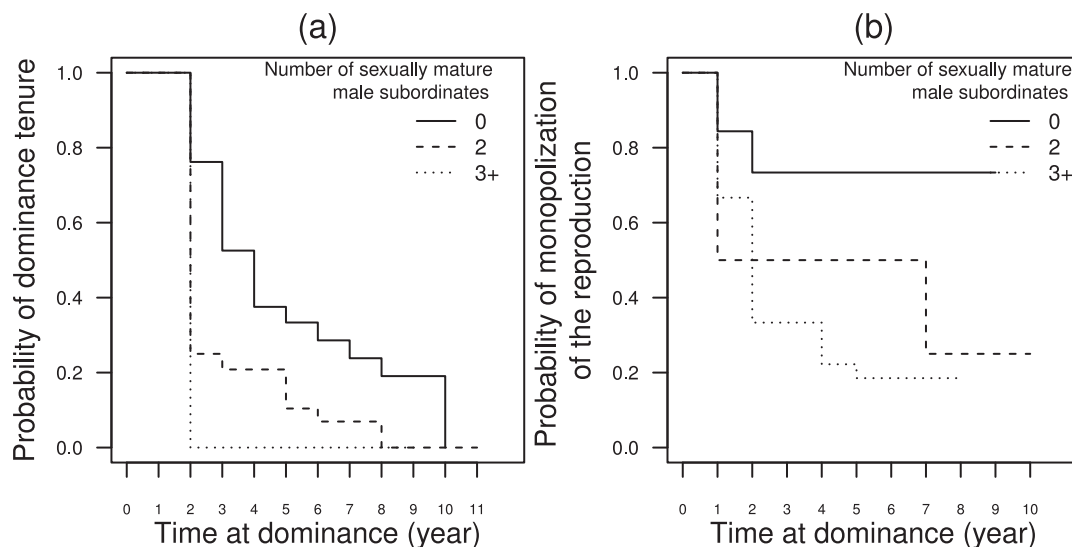 (a)
Probability of dominance tenure
1.0
0.8
0.6
0.4
0.2
0.0
Number of sexually mature
male subordinates
0
2
3+
0 1 2 3 4 5 6 7 8 9 10 11
Time at dominance (year)
(b)
Probability of monopolization
of the reproduction
1.0
0.8
0.6
0.4
0.2
0.0
Number of sexually mature
male subordinates
0
2
3+
0 1 2 3 4 5 6 7 8 9 10
Time at dominance (year)